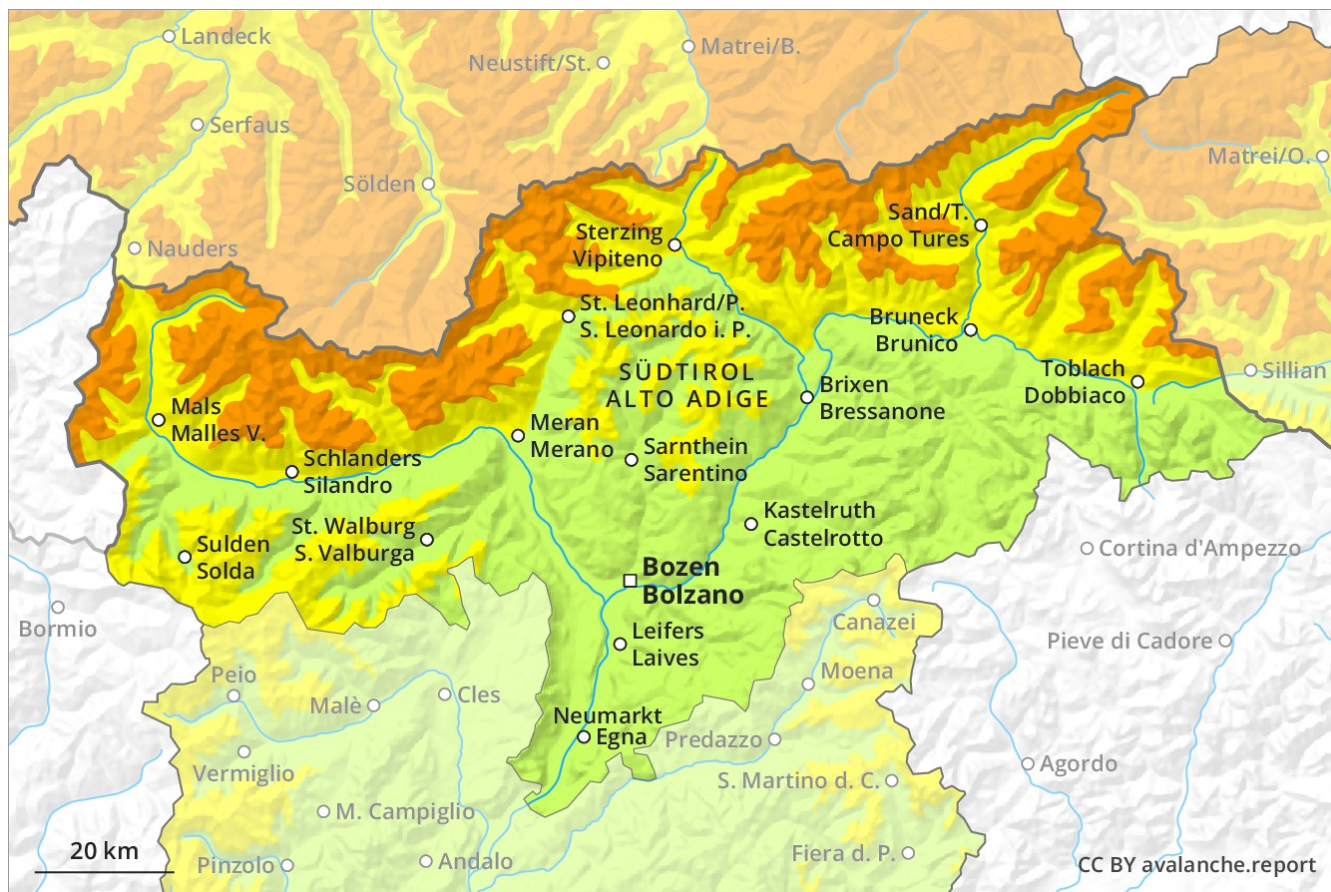 Landeck
Matrei/B.
Neustift/St.
Serfaus
Matrei/O.
Sölden
Sand/T.
Campo Tures
Sterzing
Vipiteno
Nauders
St. Leonhard/P.
S. Leonardo i. P.
Bruneck
Brunico
SÜDTIROL
ALTO ADIGE
Toblach
Dobbiaco
Sillian
Brixen
Bressanone
Mals
Malles V.
Meran
Merano
Sarnthein
Sarentino
Schlanders
Silandro
Kastelruth
Castelrotto
St. Walburg
S. Valburga
Sulden
Solda
Cortina d'Ampezzo
Bozen
Bolzano
Bormio
Canazei
Leifers
Laives
Pieve di Cadore
Peio
Moena
Malè
Cles
Neumarkt
Egna
Predazzo
Vermiglio
Agordo
S. Martino d. C.
M. Campiglio
20 km
Pinzolo
Andalo
Fiera d. P.
CC BY avalanche.report